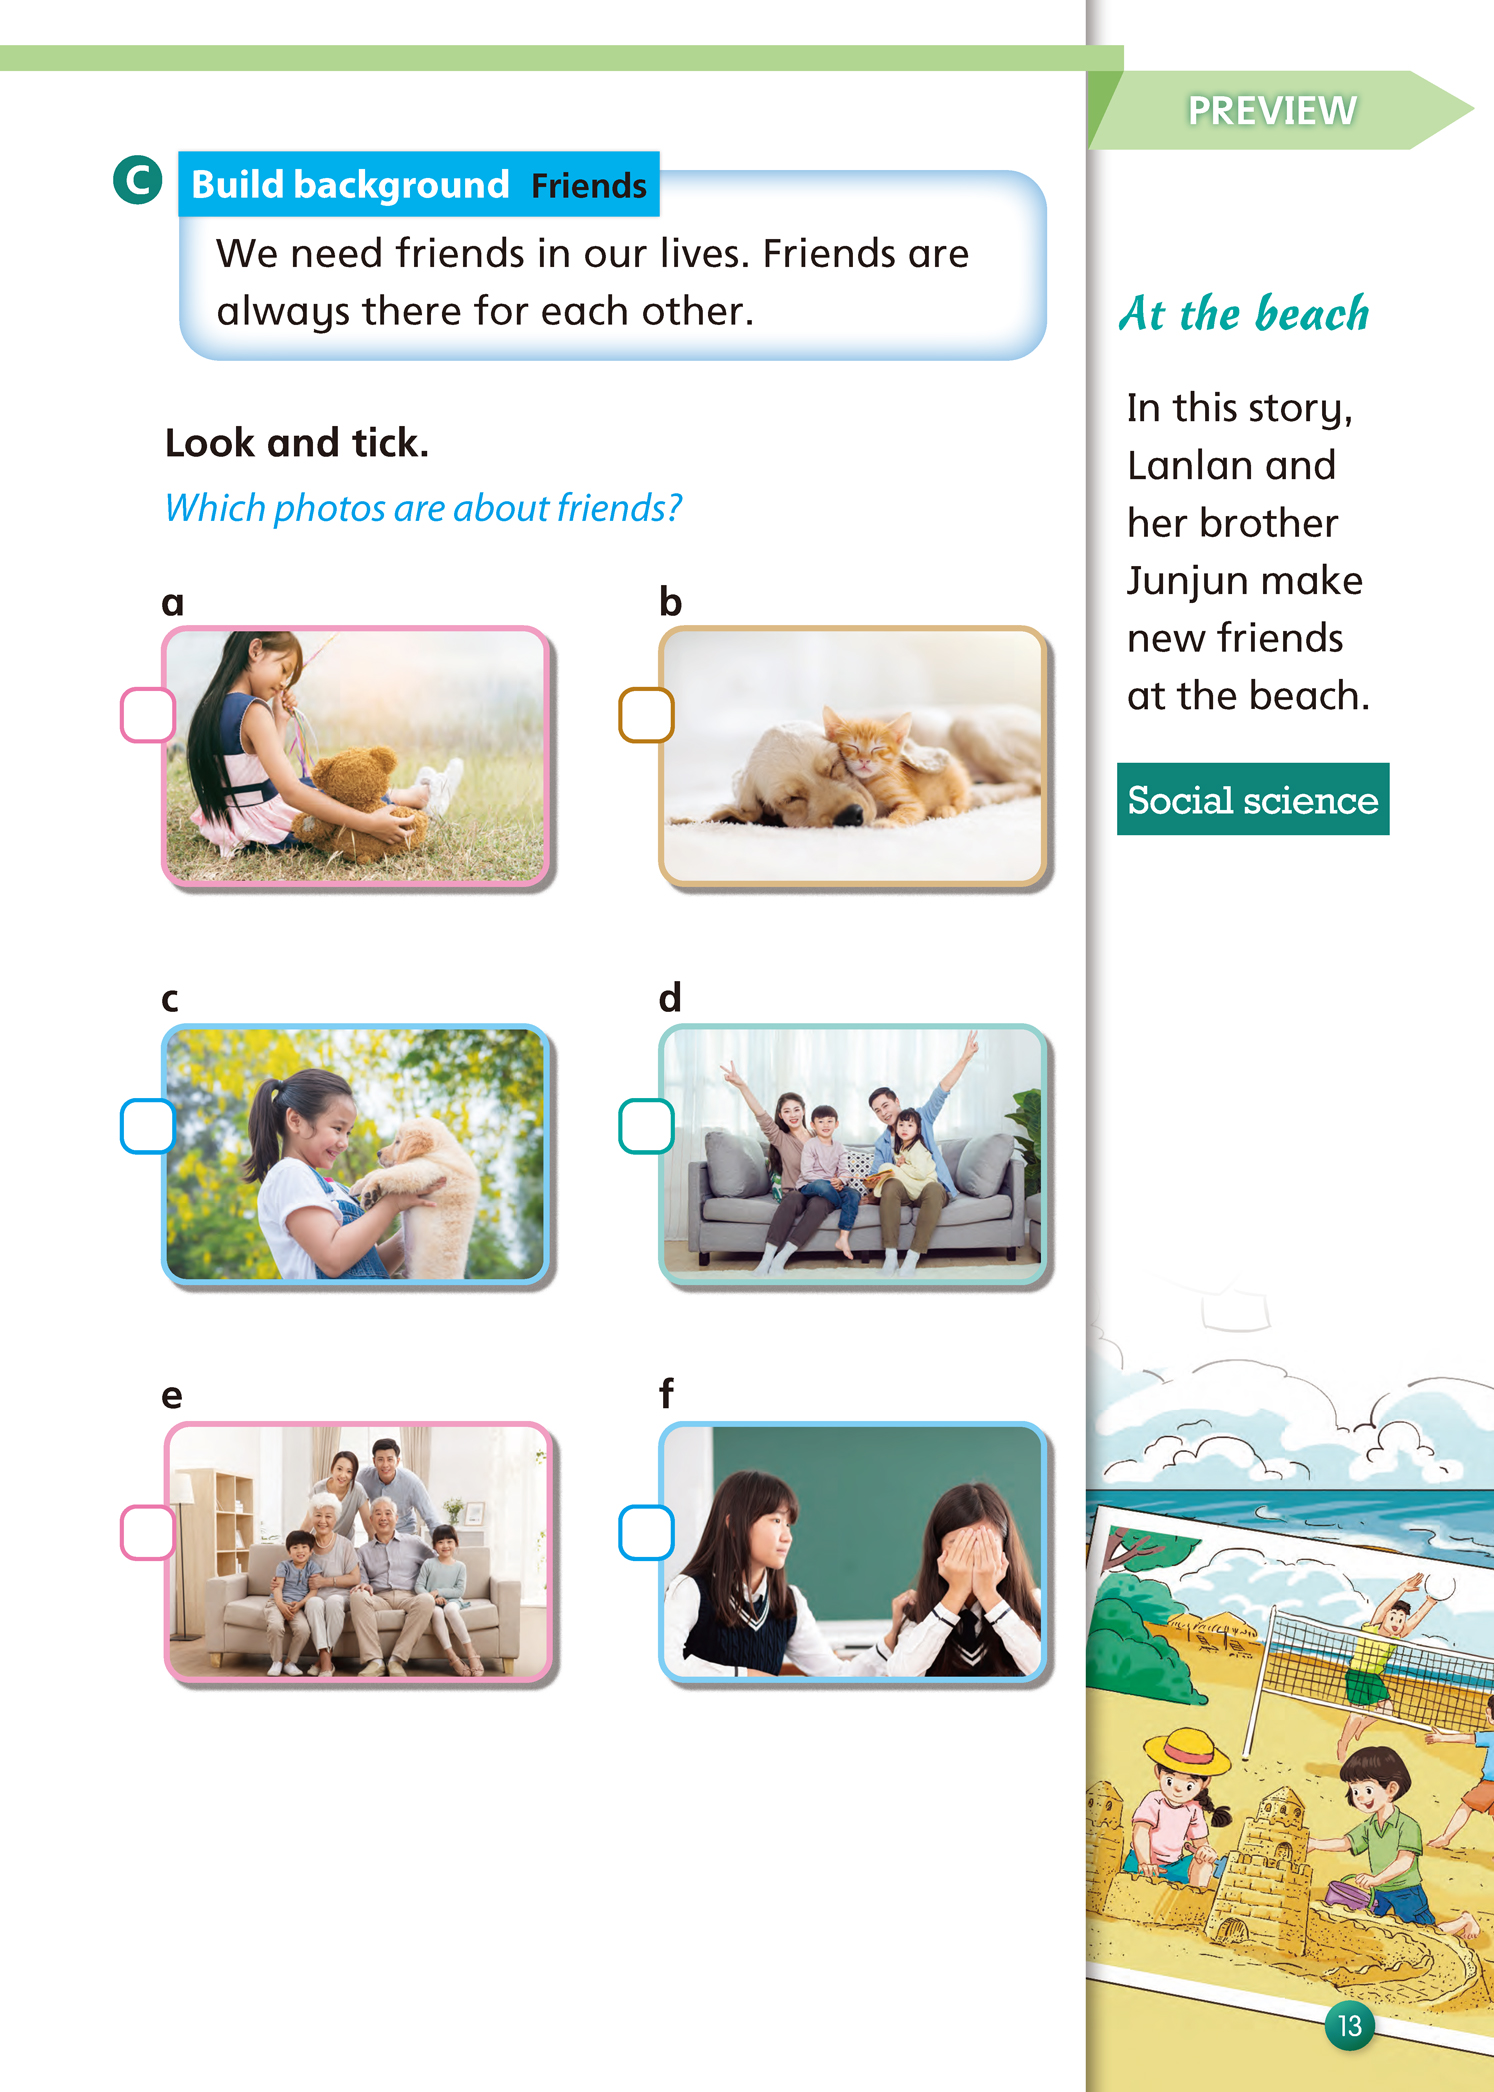 PREVIEW
C
Build background Friends
We need friends in our lives. Friends are
always there for each other.
Look and tick.
Which photos are about friends?
a
b
c
d
e
f
At the beach
In this story,
Lanlan and
her brother
Junjun make
new friends
at the beach.
Social science
13